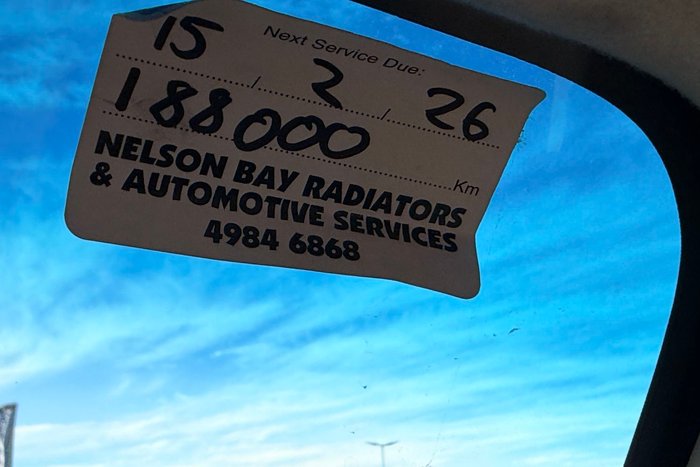 Next Service Due:
15 / 2 / 26
188000 Km
NELSON BAY RADIATORS
& AUTOMOTIVE SERVICES
4984 6868